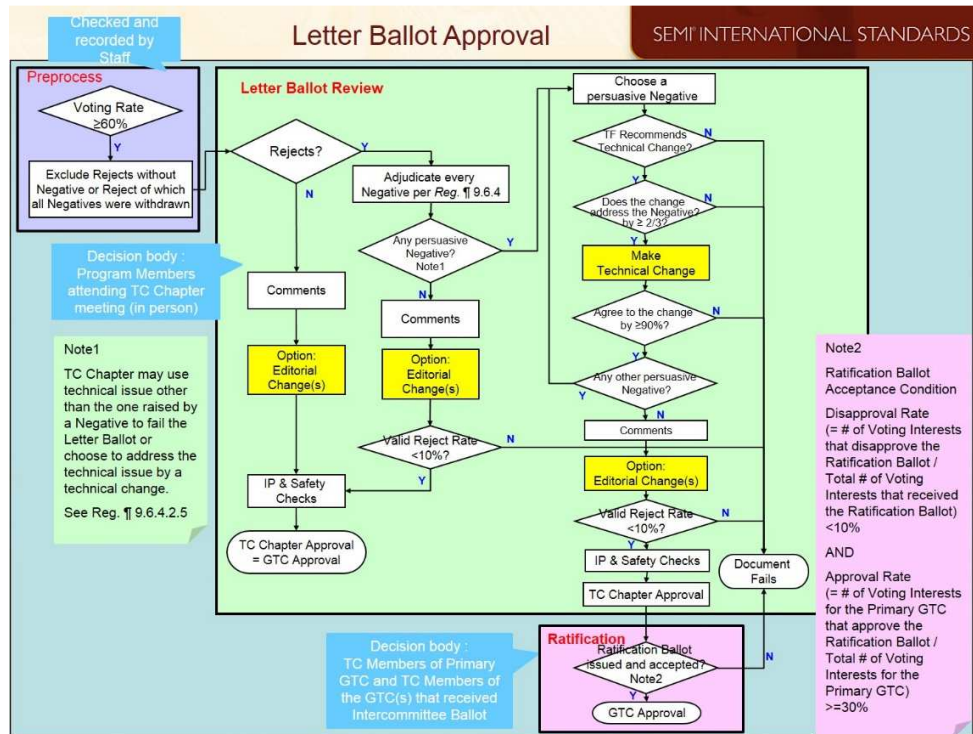 Checked and
recorded by
Staff
Letter Ballot Approval
SEMI® INTERNATIONAL STANDARDS
Preprocess
Voting Rate
≥60%
Y
Exclude Rejects without
Negative or Reject of which
all Negatives were withdrawn
Letter Ballot Review
Rejects?
Y
N
Adjudicate every
Negative per Reg. ¶ 9.6.4
Any persuasive
Negative?
Note1
Y
N
Comments
Option:
Editorial
Change(s)
Comments
Option:
Editorial
Change(s)
Valid Reject Rate
<10%?
N
Y
IP & Safety
Checks
TC Chapter Approval
= GTC Approval
Choose a
persuasive Negative
TF Recommends
Technical Change?
N
Y
Does the change
address the Negative?
by ≥ 2/3?
N
Y
Make
Technical Change
Agree to the change
by ≥90%?
N
Y
Any other persuasive
Negative?
Y
N
Comments
Option:
Editorial Change(s)
Valid Reject Rate
<10%?
N
Y
IP & Safety Checks
TC Chapter Approval
Document
Fails
Decision body :
Program Members
attending TC Chapter
meeting (in person)
Note1
TC Chapter may use
technical issue other
than the one raised by
a Negative to fail the
Letter Ballot or
choose to address the
technical issue by a
technical change.
See Reg. ¶ 9.6.4.2.5
Decision body :
TC Members of Primary
GTC and TC Members of
the GTC(s) that received
Intercommittee Ballot
Ratification
Ratification Ballot
issued and accepted?
Note2
N
Y
GTC Approval
Note2
Ratification Ballot
Acceptance Condition
Disapproval Rate
(= # of Voting Interests
that disapprove the
Ratification Ballot /
Total # of Voting
Interests that received
the Ratification Ballot)
<10%
AND
Approval Rate
(= # of Voting Interests
for the Primary GTC
that approve the
Ratification Ballot /
Total # of Voting
Interests for the
Primary GTC)
>=30%